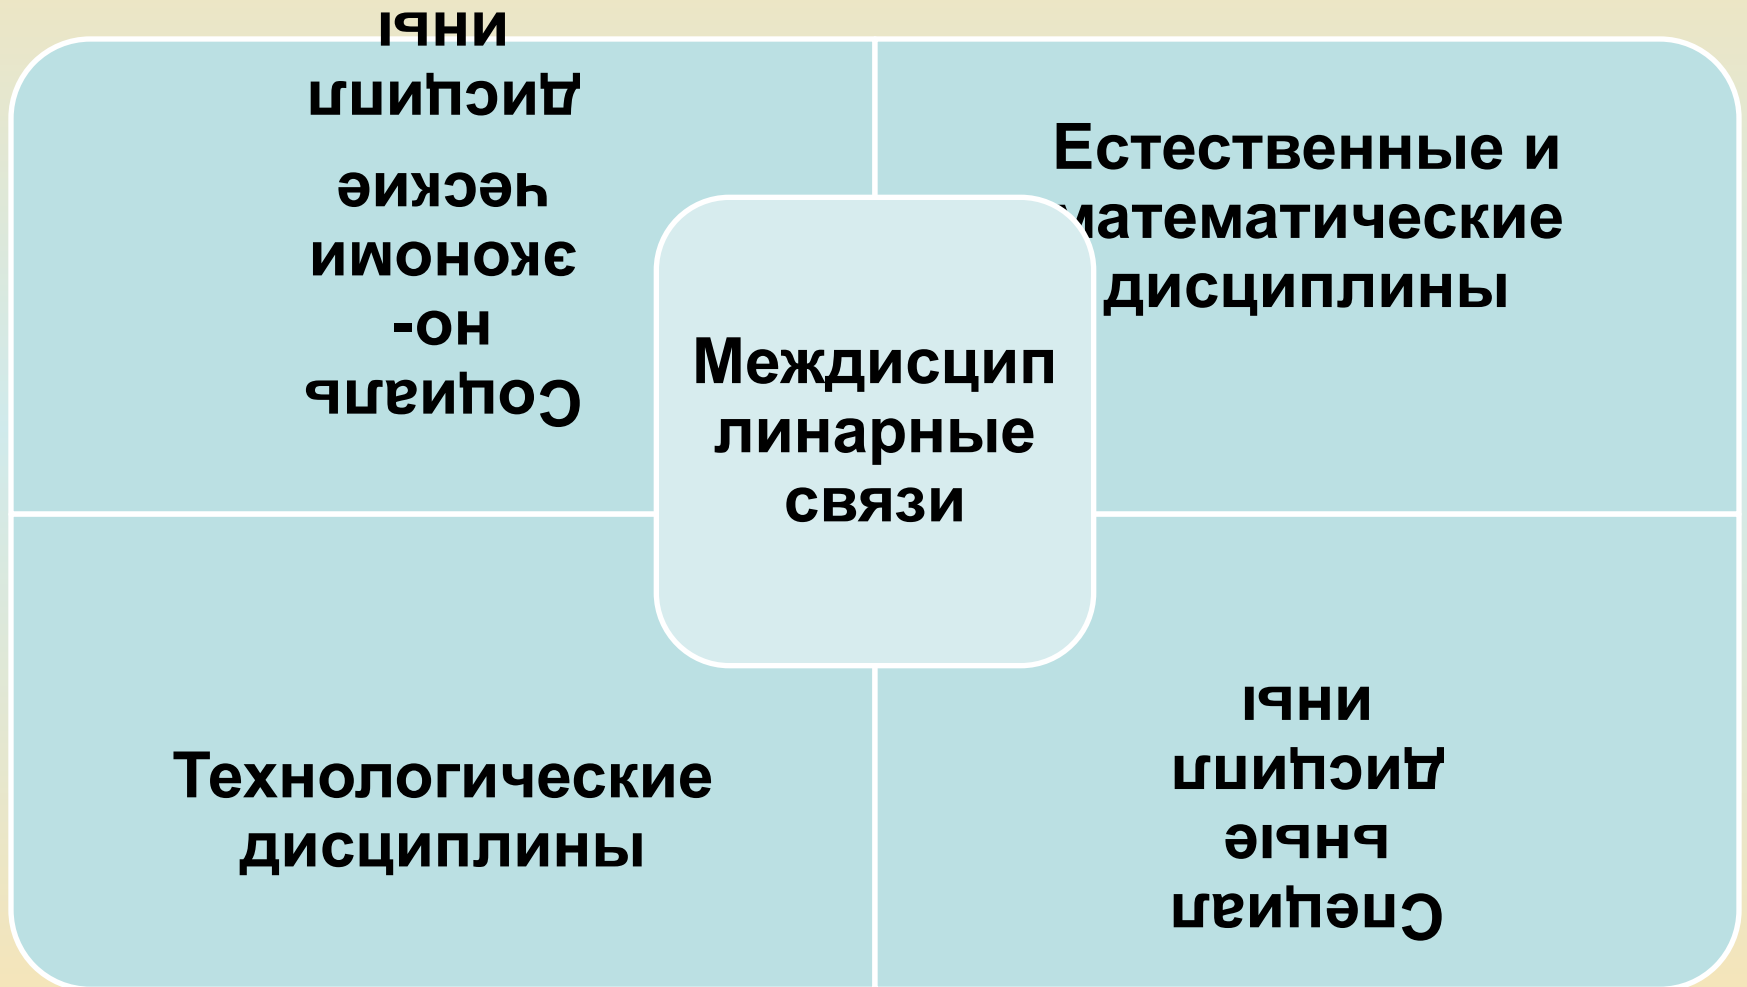 Социаль
но-
экономи
ческие
дисципл
ины
Естественные и
математические
дисциплины
Междисцип
линарные
связи
Технологические
дисциплины
Специал
ьные
дисципл
ины